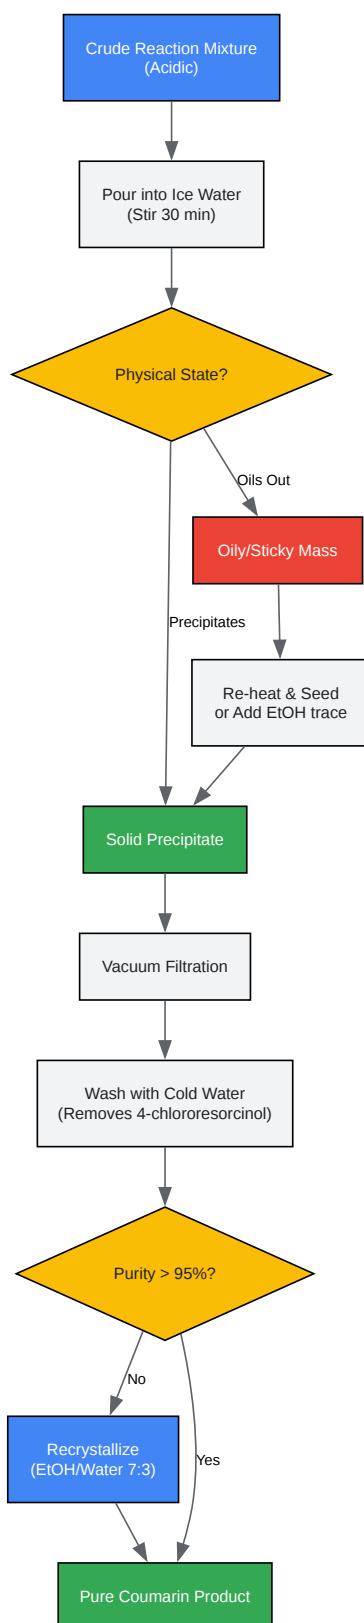 Crude Reaction Mixture
(Acidic)
Pour into Ice Water
(Stir 30 min)
Physical State?
Oils Out
Oily/Sticky Mass
Precipitates
Re-heat & Seed
or Add EtOH trace
Solid Precipitate
Vacuum Filtration
Wash with Cold Water
(Removes 4-chlororesorcinol)
Purity > 95%?
No
Recrystallize
(EtOH/Water 7:3)
Yes
Pure Coumarin Product